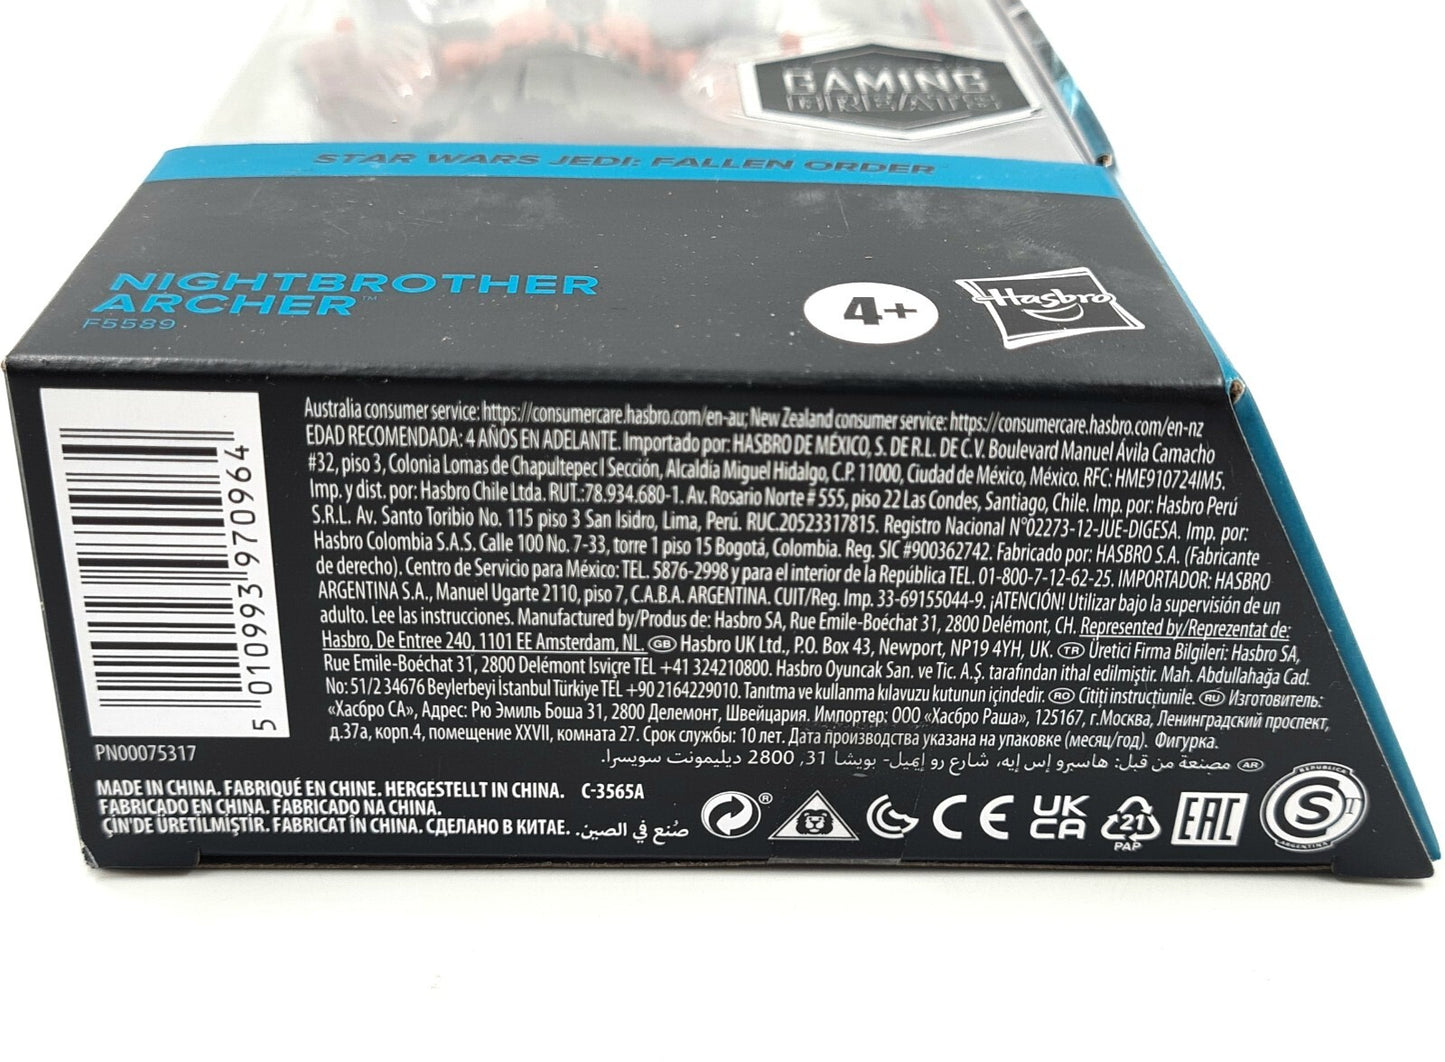 GAMING
GREATS
STAR WARS JEDI: FALLEN ORDER™
NIGHTBROTHER
ARCHER™
F5589
4+
Hasbro
5 010993 970964
PN00075317
Australia consumer service: https://consumercare.hasbro.com/en-au; New Zealand consumer service: https://consumercare.hasbro.com/en-nz
EDAD RECOMENDADA: 4 AÑOS EN ADELANTE. Importado por: HASBRO DE MÉXICO, S. DE R.L. DE C.V. Boulevard Manuel Ávila Camacho
#32, piso 3, Colonia Lomas de Chapultepec I Sección, Alcaldía Miguel Hidalgo, C.P. 11000, Ciudad de México, México. RFC: HME910724IM5.
Imp. y dist. por: Hasbro Chile Ltda. RUT.:78.934.680-1. Av. Rosario Norte # 555, piso 22 Las Condes, Santiago, Chile. Imp. por: Hasbro Perú
S.R.L. Av. Santo Toribio No. 115 piso 3 San Isidro, Lima, Perú. RUC.20523317815. Registro Nacional N°02273-12-JUE-DIGESA. Imp. por:
Hasbro Colombia S.A.S. Calle 100 No. 7-33, torre 1 piso 15 Bogotá, Colombia. Reg. SIC #900362742. Fabricado por: HASBRO S.A. (Fabricante
de derecho). Centro de Servicio para México: TEL. 5876-2998 y para el interior de la República TEL. 01-800-7-12-62-25. IMPORTADOR: HASBRO
ARGENTINA S.A., Manuel Ugarte 2110, piso 7, C.A.B.A. ARGENTINA. CUIT/Reg. Imp. 33-69155044-9. ¡ATENCIÓN! Utilizar bajo la supervisión de un
adulto. Lee las instrucciones. Manufactured by/Produs de: Hasbro SA, Rue Emile-Boéchat 31, 2800 Delémont, CH. Represented by/Reprezentat de:
Hasbro, De Entree 240, 1101 EE Amsterdam, NL. GB Hasbro UK Ltd., P.O. Box 43, Newport, NP19 4YH, UK. TR Üretici Firma Bilgileri: Hasbro SA,
Rue Emile-Boéchat 31, 2800 Delémont Isviçre TEL +41 324210800. Hasbro Oyuncak San. ve Tic. A.Ş. tarafından ithal edilmiştir. Mah. Abdullahağa Cad.
No: 51/2 34676 Beylerbeyi İstanbul Türkiye TEL +90 2164229010. Tanıtma ve kullanma kılavuzu kutunun içindedir. RO Citiți instrucțiunile. RU Изготовитель:
«Хасбро СА», Адрес: Рю Эмиль Боша 31, 2800 Делемонт, Швейцария. Импортер: ООО «Хасбро Раша», 125167, г.Москва, Ленинградский проспект,
д.37а, корп.4, помещение XXVII, комната 27. Срок службы: 10 лет. Дата производства указана на упаковке (месяц/год). Фигурка.
AR مصنعة من قبل: هاسبرو إس إيه، شارع رو إيميل- بويشا 31، 2800 ديليمونت سويسرا.
MADE IN CHINA. FABRIQUÉ EN CHINE. HERGESTELLT IN CHINA. C-3565A
FABRICADO EN CHINA. FABRICADO NA CHINA.
ÇİN'DE ÜRETİLMİŞTİR. FABRICAT ÎN CHINA. СДЕЛАНО В КИТАЕ. صُنع في الصين.
®
CE
UK
CA
21
PAP
EAC
REPUBLICA
S T
ARGENTINA